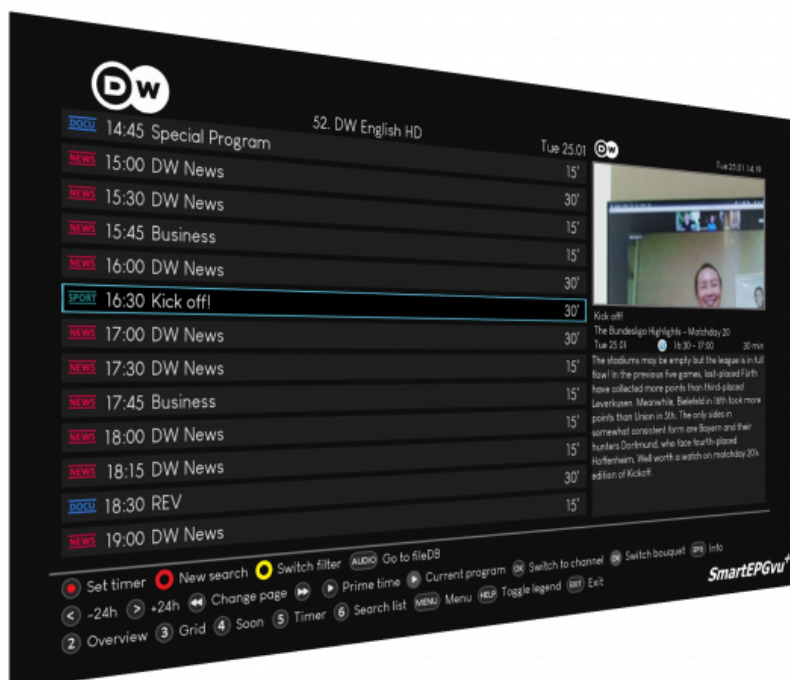 DW
52. DW English HD
Tue 25.01
DOCU 14:45 Special Program 15'
NEWS 15:00 DW News 30'
NEWS 15:30 DW News 15'
NEWS 15:45 Business 15'
NEWS 16:00 DW News 30'
SPORT 16:30 Kick off! 30'
NEWS 17:00 DW News 30'
NEWS 17:30 DW News 15'
NEWS 17:45 Business 15'
NEWS 18:00 DW News 15'
NEWS 18:15 DW News 15'
DOCU 18:30 REV 30'
NEWS 19:00 DW News 15'
DW
Tue 25.01 14:19
Kick off!
The Bundesliga Highlights – Matchday 20
Tue 25.01 16:30 - 17:00 30 min
The stadiums may be empty but the league is in full
flow! In the previous five games, last-placed Fürth
have collected more points than third-placed
Leverkusen. Meanwhile, Bielefeld in 16th took more
points than Union in 5th. The only sides in
somewhat consistent form are Bayern and their
hunters Dortmund, who face fourth-placed
Hoffenheim. Well worth a watch on matchday 20's
edition of Kickoff.
Set timer New search Switch filter AUDIO Go to fileDB
< -24h > +24h Change page Prime time Current program OK Switch to channel OK Switch bouquet EPG Info
2 Overview 3 Grid 4 Soon 5 Timer 6 Search list MENU Menu HELP Toggle legend EXIT Exit
SmartEPGvu+